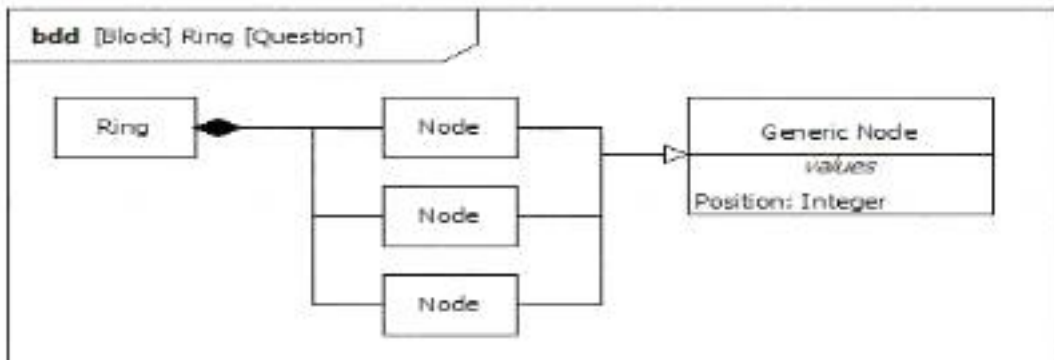 bdd [Block] Ring [Question]
Ring
Node
Generic Node
values
Position: Integer
Node
Node